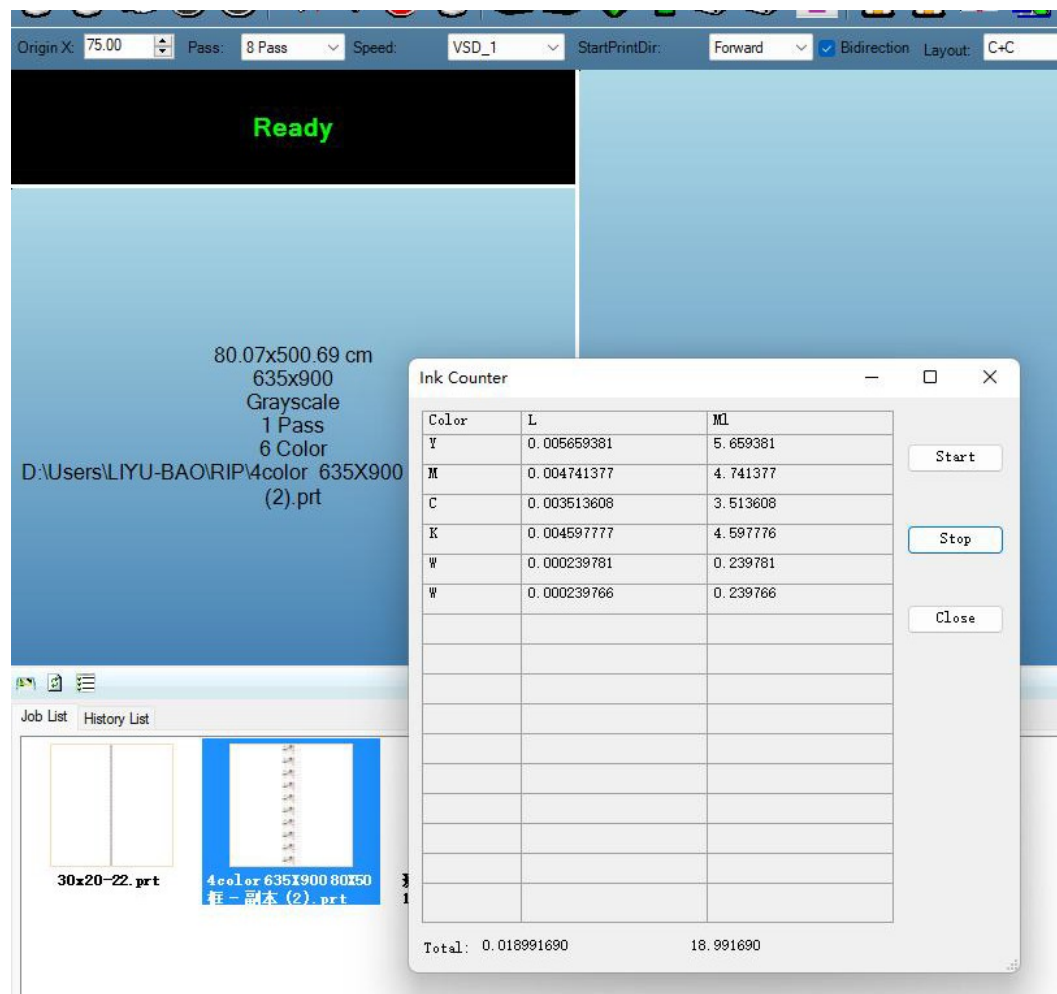 Origin X: 75.00 Pass: 8 Pass Speed: VSD_1 StartPrintDir: Forward Bidirection Layout: C+C
Ready
80.07x500.69 cm
635x900
Grayscale
1 Pass
6 Color
D:\Users\LIYU-BAO\RIP\4color 635X900
(2).prt
Ink Counter
Color L Ml
Y 0.005659381 5.659381
M 0.004741377 4.741377
C 0.003513608 3.513608
K 0.004597777 4.597776
W 0.000239781 0.239781
W 0.000239766 0.239766
Total: 0.018991690 18.991690
Start
Stop
Close
Job List History List
30x20-22.prt
4color 635X900 80X50
框 - 副本 (2).prt